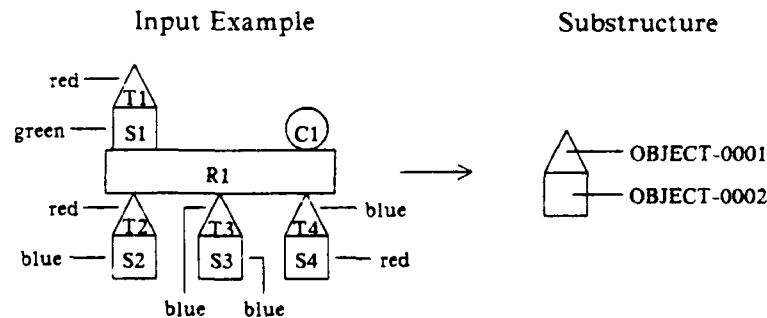 Input Example
Substructure
red
T1
green
S1
C1
R1
OBJECT-0001
OBJECT-0002
red
T2
T3
T4
blue
blue
S2
S3
S4
red
blue
blue